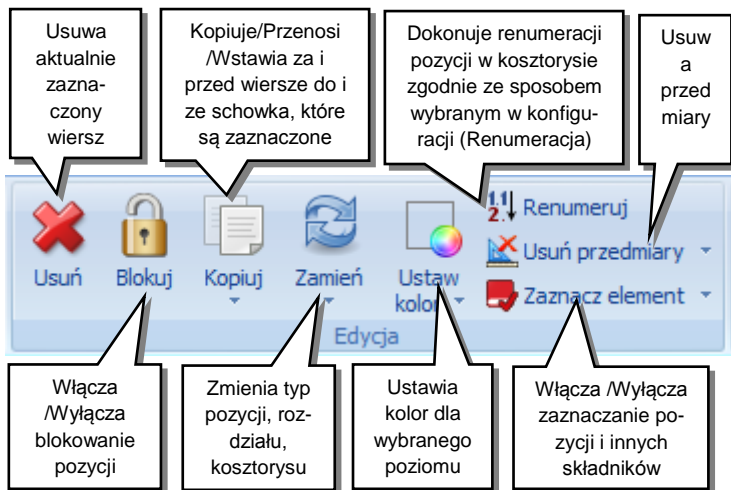 Usuwa
aktualnie
zazna-
czony
wiersz
Kopiuje/Przenosi
/Wstawia za i
przed wiersze do i
ze schowka, które
są zaznaczone
Dokonuje renumeracji
pozycji w kosztorysie
zgodnie ze sposobem
wybranym w konfigu-
racji (Renumeracja)
Usuw
a
przed
miary
Usuń
Blokuj
Kopiuj
Zamień
Ustaw
kolor
Renumeruj
Usuń przedmiary
Zaznacz element
Edycja
Włącza
/Wyłącza
blokowanie
pozycji
Zmienia typ
pozycji, roz-
działu,
kosztorysu
Ustawia
kolor dla
wybranego
poziomu
Włącza /Wyłącza
zaznaczanie po-
zycji i innych
składników